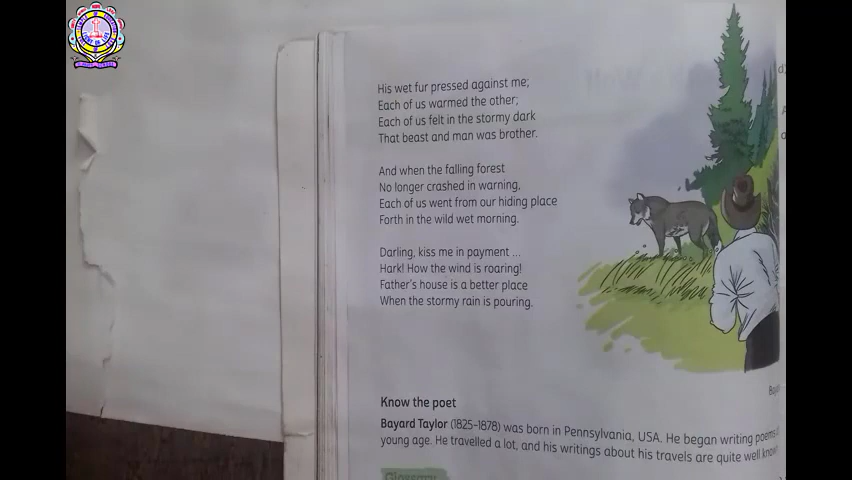 His wet fur pressed against me;
Each of us warmed the other;
Each of us felt in the stormy dark
That beast and man was brother.
And when the falling forest
No longer crashed in warning,
Each of us went from our hiding place
Forth in the wild wet morning.
Darling, kiss me in payment ...
Hark! How the wind is roaring!
Father's house is a better place
When the stormy rain is pouring.
Know the poet
Bayard Taylor (1825-1878) was born in Pennsylvania, USA. He began writing poems
young age. He travelled a lot, and his writings about his travels are quite well know
Glossary